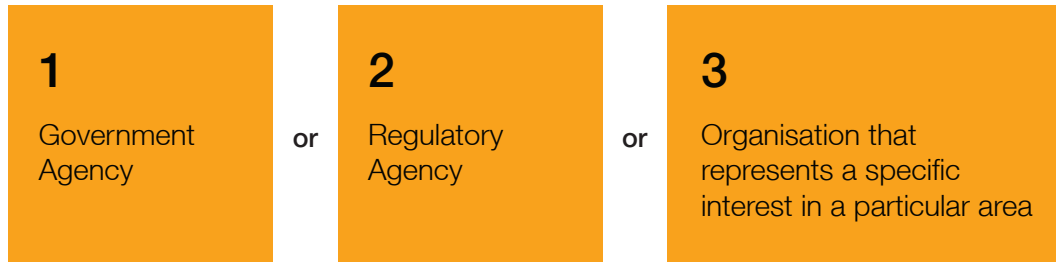 1
Government
Agency
or
2
Regulatory
Agency
or
3
Organisation that
represents a specific
interest in a particular area